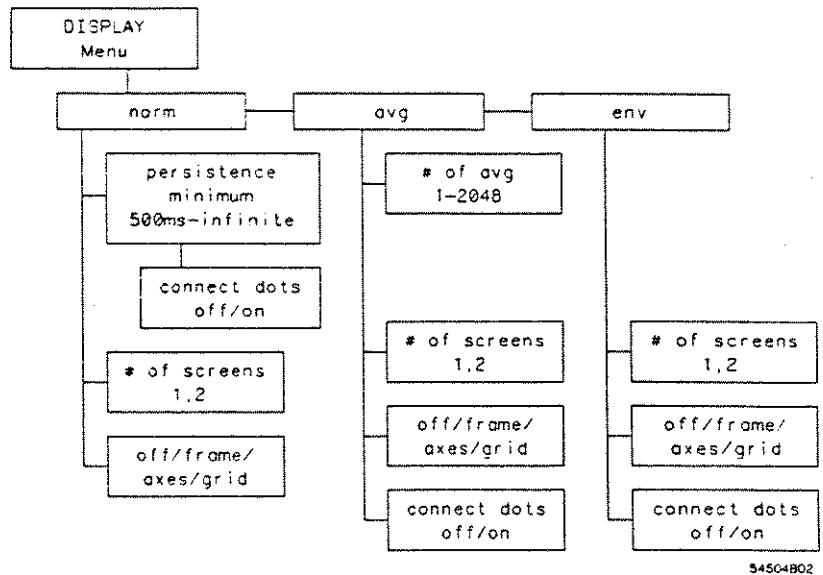 DISPLAY
Menu
norm
avg
env
persistence
minimum
500ms-infinite
connect dots
off/on
# of screens
1,2
off/frame/
axes/grid
# of avg
1-2048
# of screens
1,2
off/frame/
axes/grid
connect dots
off/on
# of screens
1,2
off/frame/
axes/grid
connect dots
off/on
54504B02